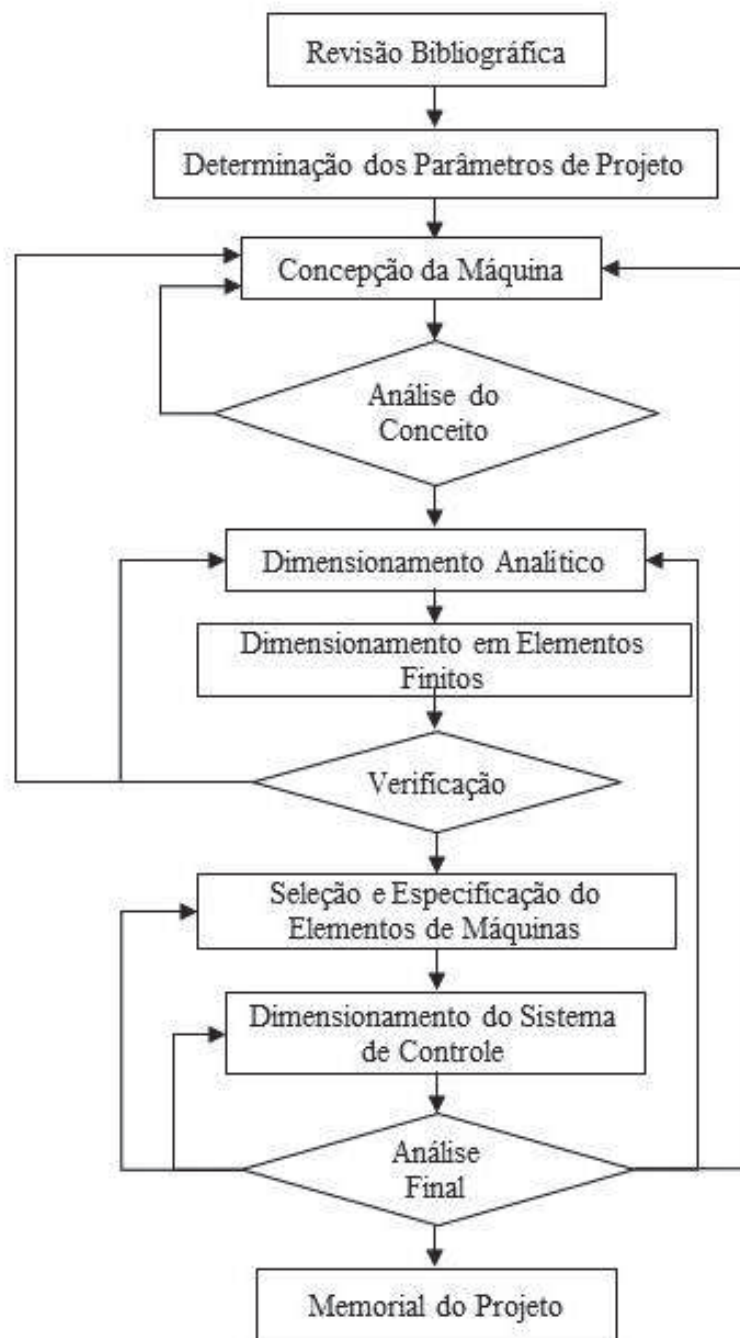 Revisão Bibliográfica
Determinação dos Parâmetros de Projeto
Concepção da Máquina
Análise do
Conceito
Dimensionamento Analítico
Dimensionamento em Elementos
Finitos
Verificação
Seleção e Especificação do
Elementos de Máquinas
Dimensionamento do Sistema
de Controle
Análise
Final
Memorial do Projeto